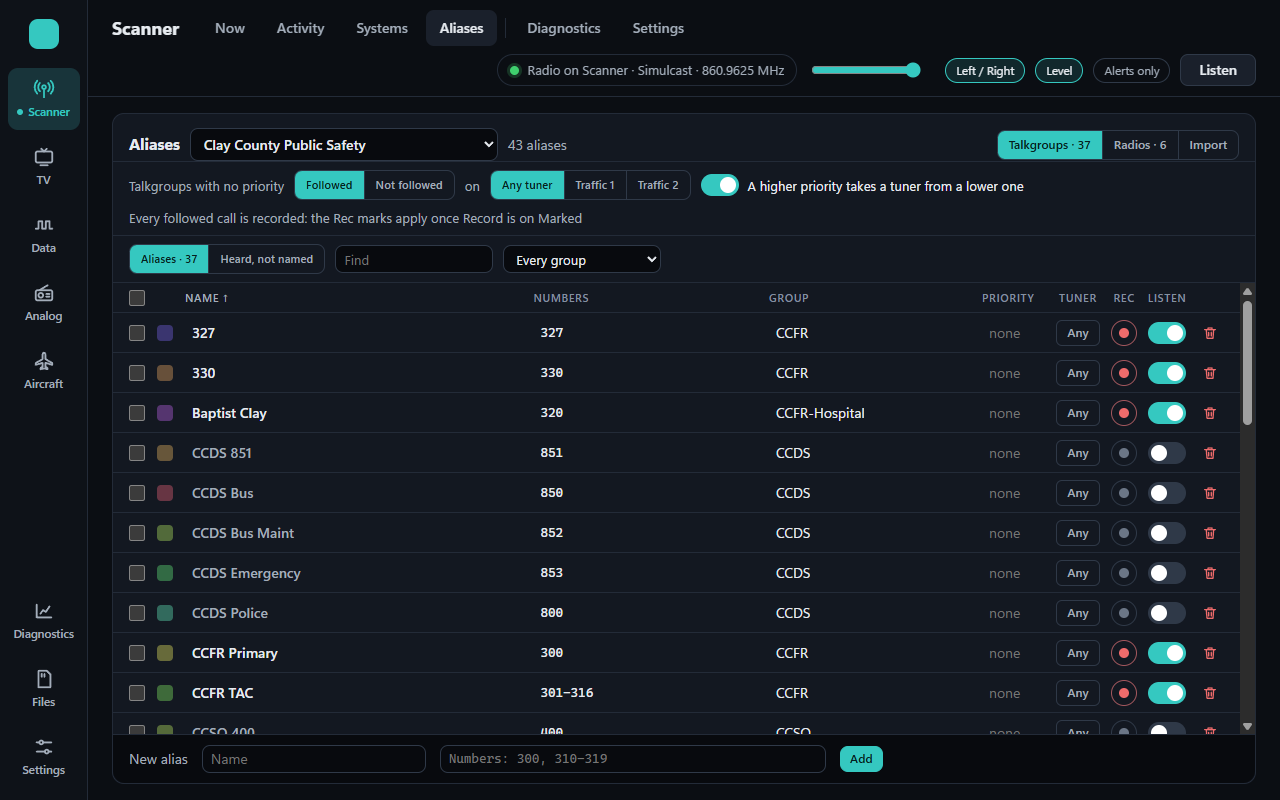 Scanner Now Activity Systems Aliases Diagnostics Settings
Radio on Scanner · Simulcast · 860.9625 MHz Left / Right Level Alerts only Listen
Scanner
TV
Data
Analog
Aircraft
Diagnostics
Files
Settings
Aliases Clay County Public Safety 43 aliases Talkgroups · 37 Radios · 6 Import
Talkgroups with no priority Followed Not followed on Any tuner Traffic 1 Traffic 2 A higher priority takes a tuner from a lower one
Every followed call is recorded: the Rec marks apply once Record is on Marked
Aliases · 37 Heard, not named Find Every group
NAME ↑ NUMBERS GROUP PRIORITY TUNER REC LISTEN
327 327 CCFR none Any
330 330 CCFR none Any
Baptist Clay 320 CCFR-Hospital none Any
CCDS 851 851 CCDS none Any
CCDS Bus 850 CCDS none Any
CCDS Bus Maint 852 CCDS none Any
CCDS Emergency 853 CCDS none Any
CCDS Police 800 CCDS none Any
CCFR Primary 300 CCFR none Any
CCFR TAC 301–316 CCFR none Any
CCSO 400 400 CCSO none Any
New alias Name Numbers: 300, 310–319 Add